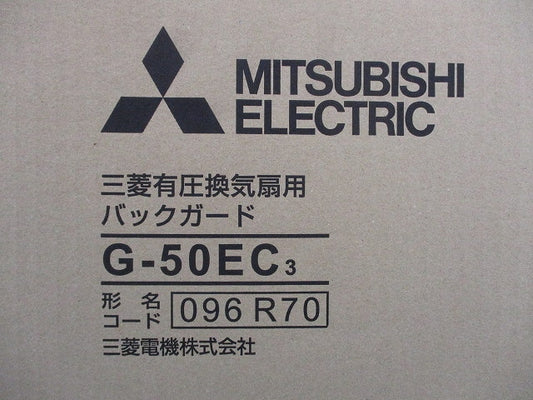 MITSUBISHI
ELECTRIC
三菱有圧換気扇用
バックガード
G-50EC3
形名
コード 096 R70
三菱電機株式会社